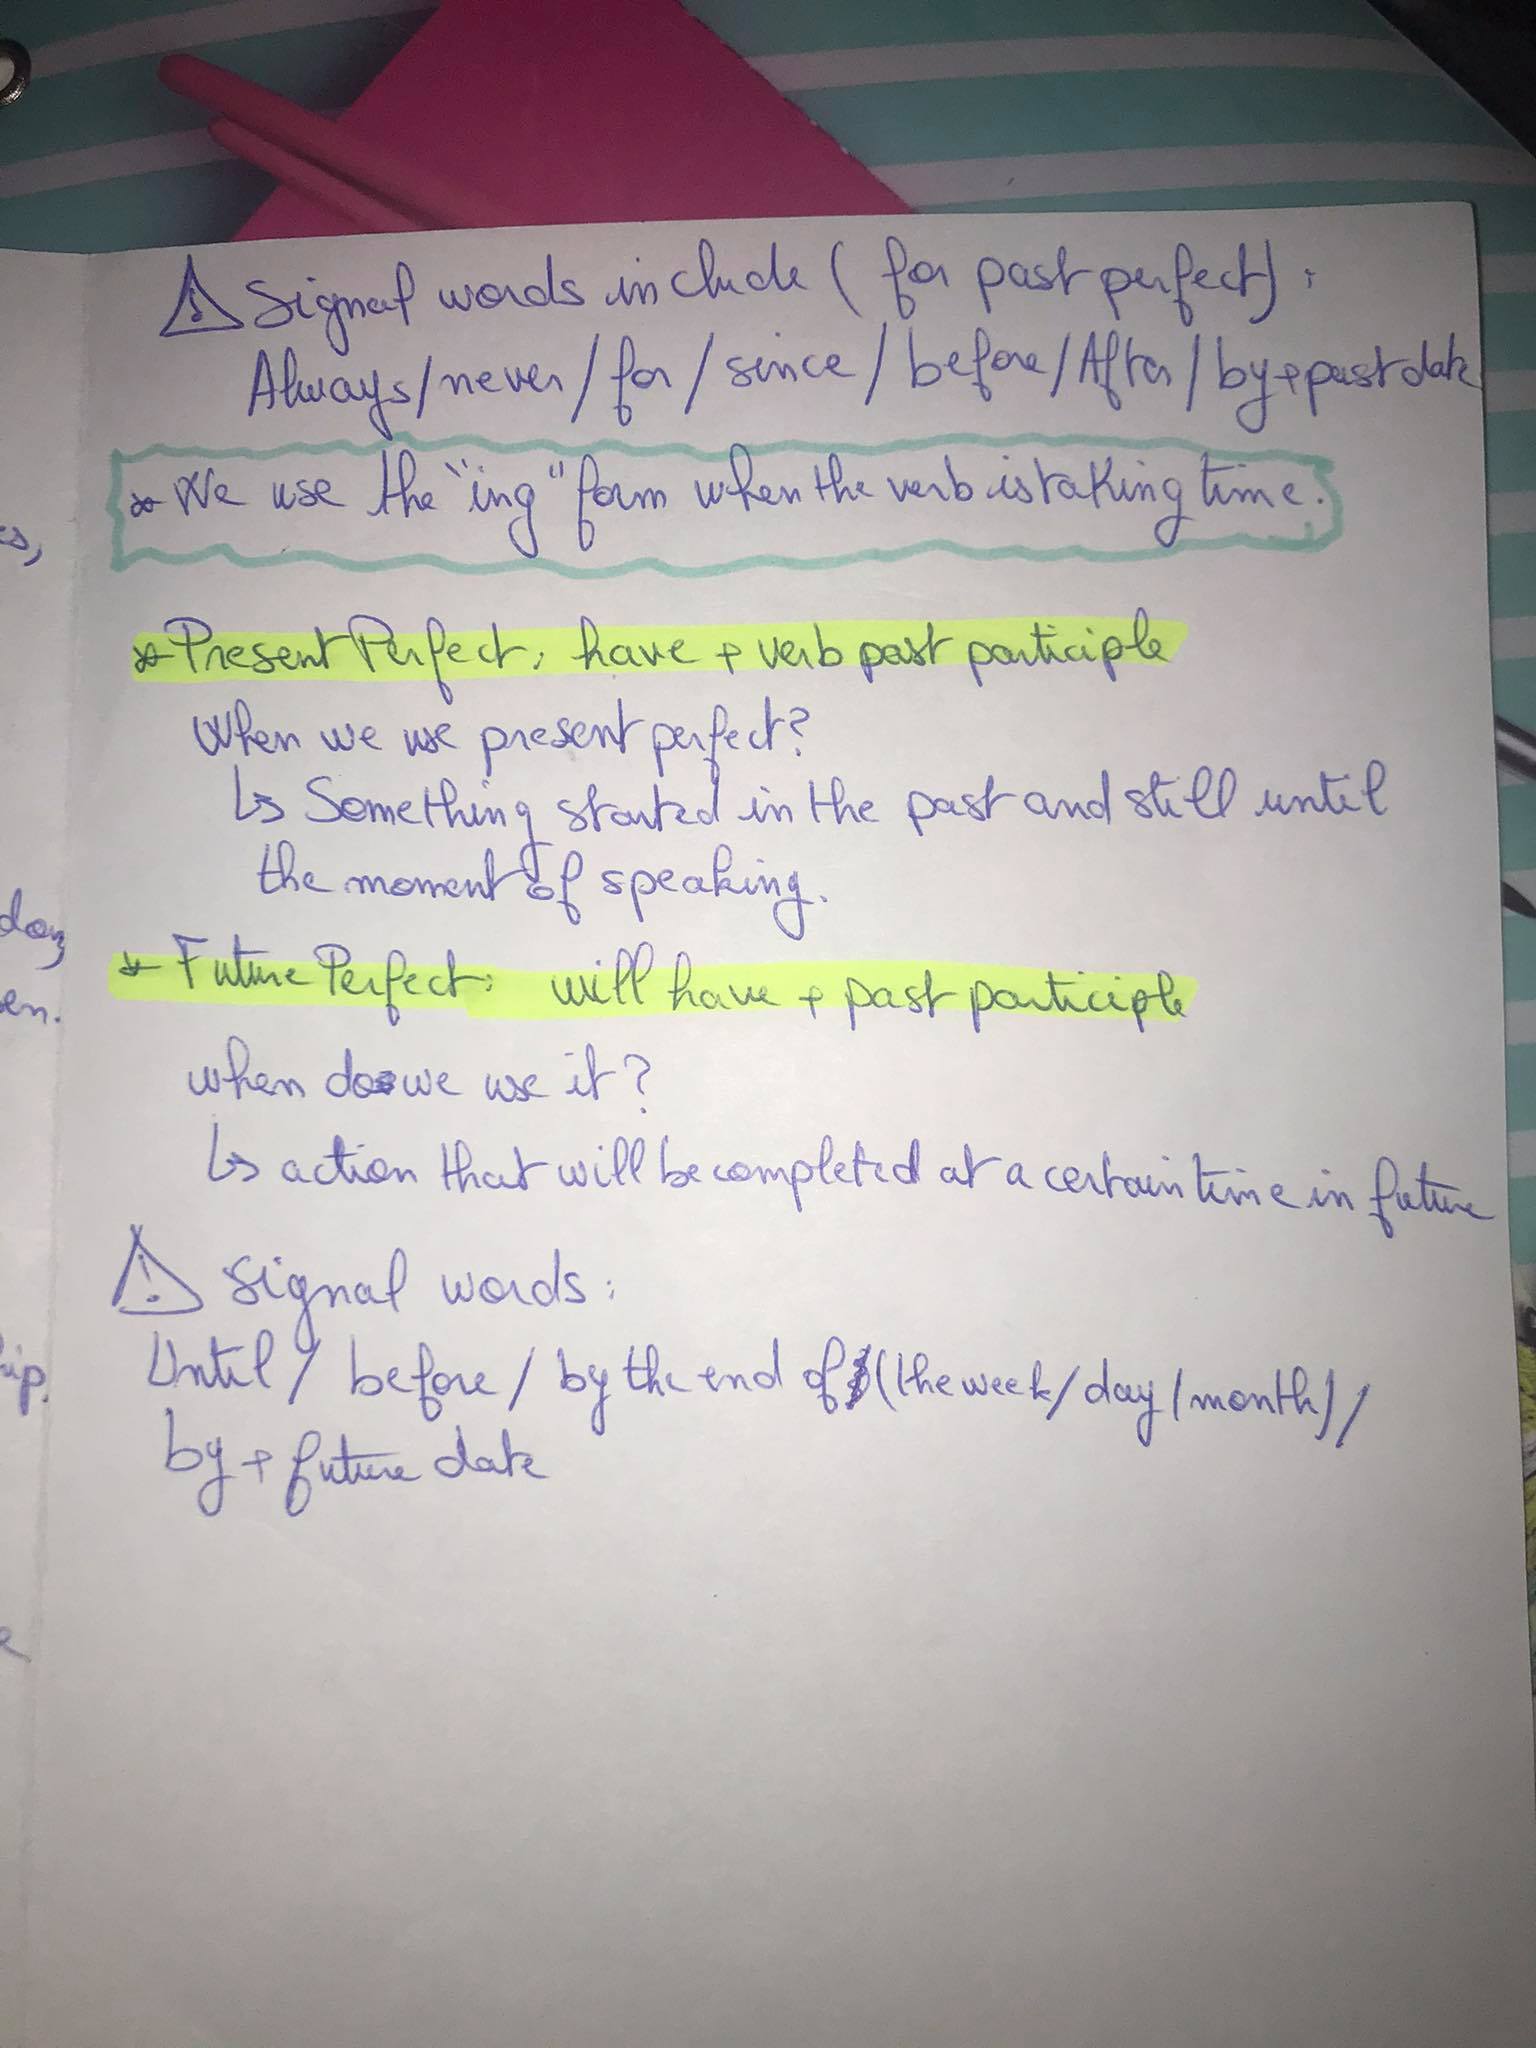 ⚠ Signal words include (for past perfect):
Always/never/for/since/before/After/by+past date
* We use the "ing" form when the verb is taking time.
* Present Perfect: have + verb past participle
When we use present perfect?
↳ Something started in the past and still until
the moment of speaking.
* Future Perfect: will have + past participle
when do we use it?
↳ action that will be completed at a certain time in future
⚠ Signal words:
Until/ before/ by the end of (the week/day/month)/
by + future date